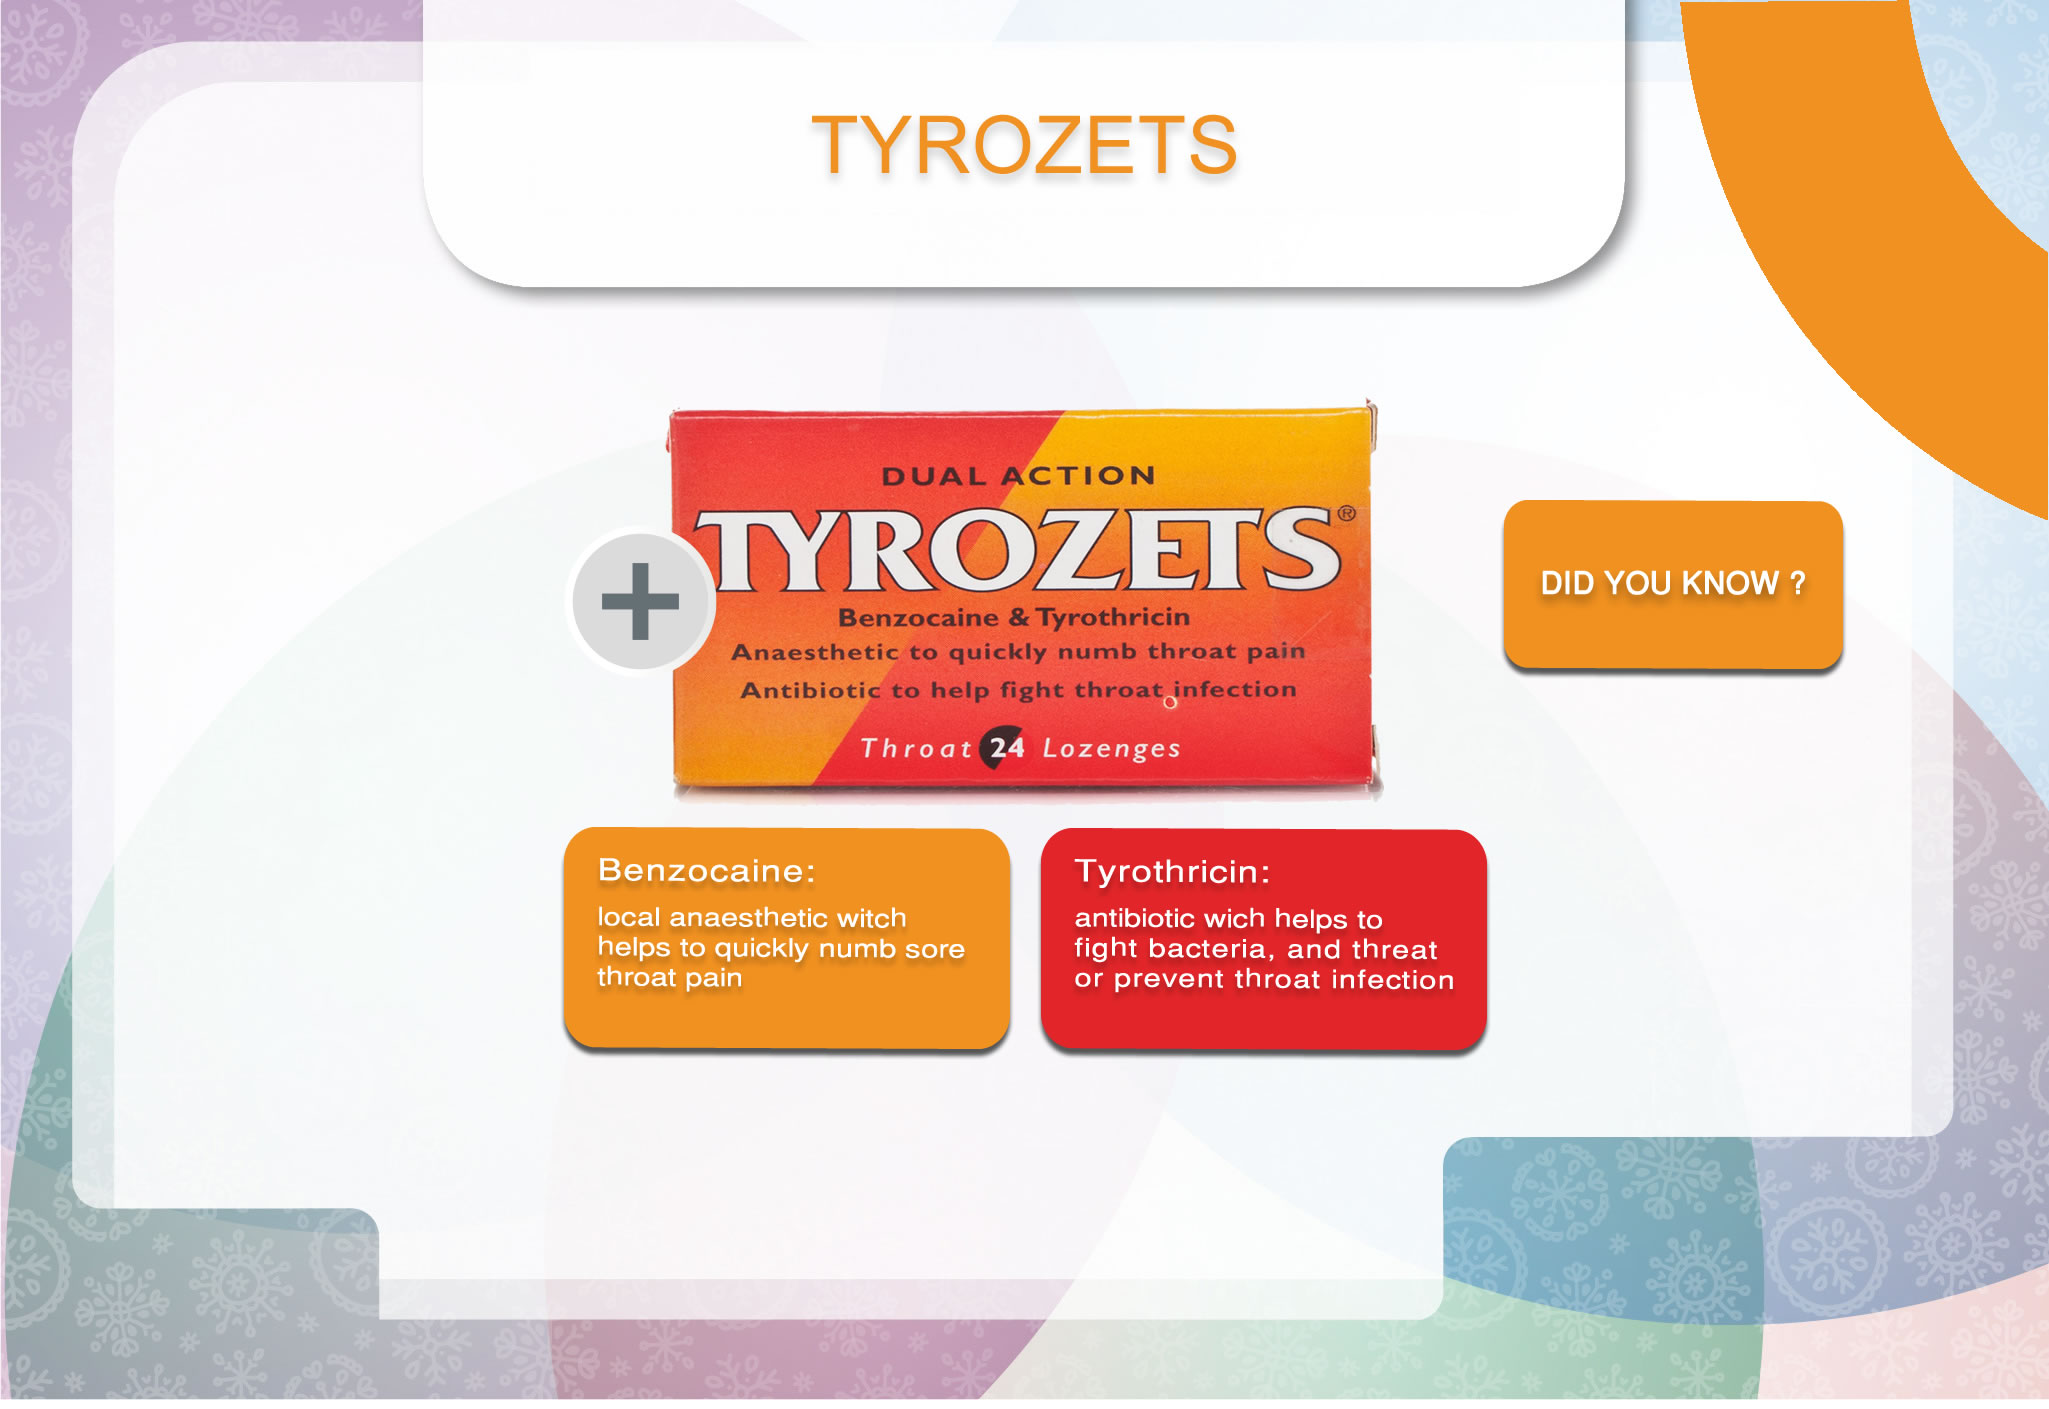 TYROZETS
DUAL ACTION
TYROZETS®
Benzocaine & Tyrothricin
Anaesthetic to quickly numb throat pain
Antibiotic to help fight throat infection
Throat 24 Lozenges
DID YOU KNOW ?
Benzocaine:
local anaesthetic witch
helps to quickly numb sore
throat pain
Tyrothricin:
antibiotic wich helps to
fight bacteria, and threat
or prevent throat infection